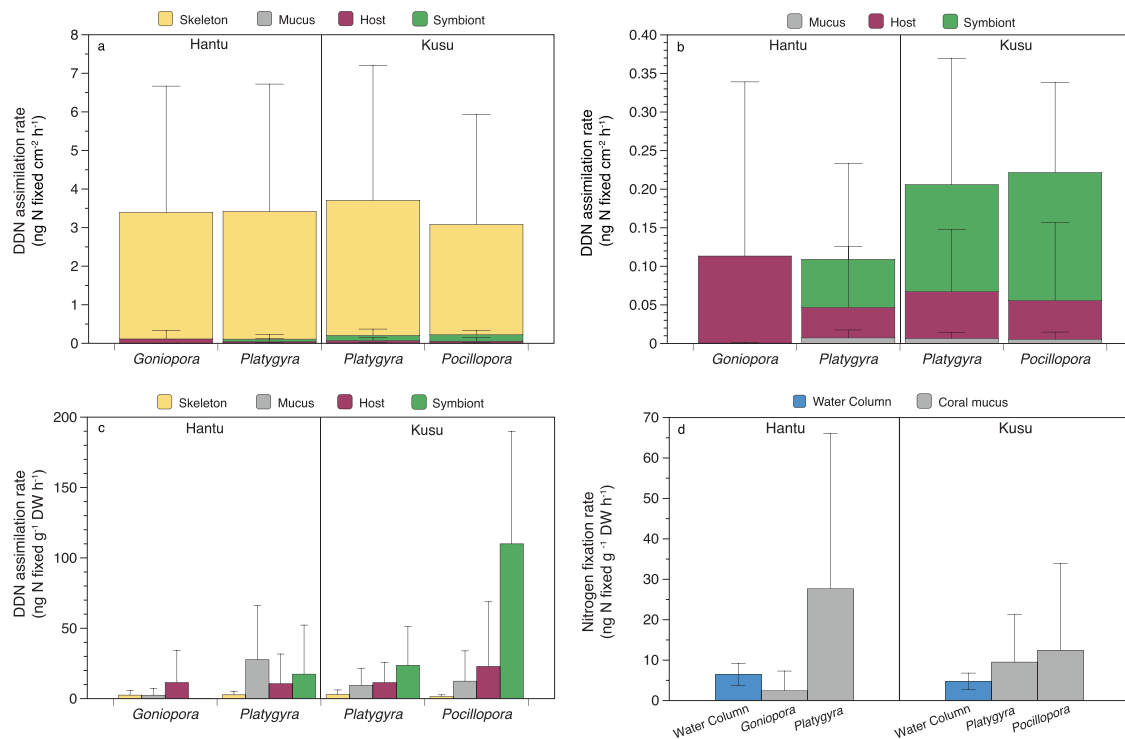 Skeleton Mucus Host Symbiont
a Hantu Kusu
8
7
6
5
4
3
2
1
0
DDN assimilation rate
(ng N fixed cm⁻² h⁻¹)
Goniopora Platygyra Platygyra Pocillopora
Mucus Host Symbiont
b Hantu Kusu
0.40
0.35
0.30
0.25
0.20
0.15
0.10
0.05
0
DDN assimilation rate
(ng N fixed cm⁻² h⁻¹)
Goniopora Platygyra Platygyra Pocillopora
Skeleton Mucus Host Symbiont
c Hantu Kusu
200
150
100
50
0
DDN assimilation rate
(ng N fixed g⁻¹ DW h⁻¹)
Goniopora Platygyra Platygyra Pocillopora
Water Column Coral mucus
d Hantu Kusu
70
60
50
40
30
20
10
0
Nitrogen fixation rate
(ng N fixed g ⁻¹ DW h⁻¹)
Water Column Goniopora Platygyra Water Column Platygyra Pocillopora